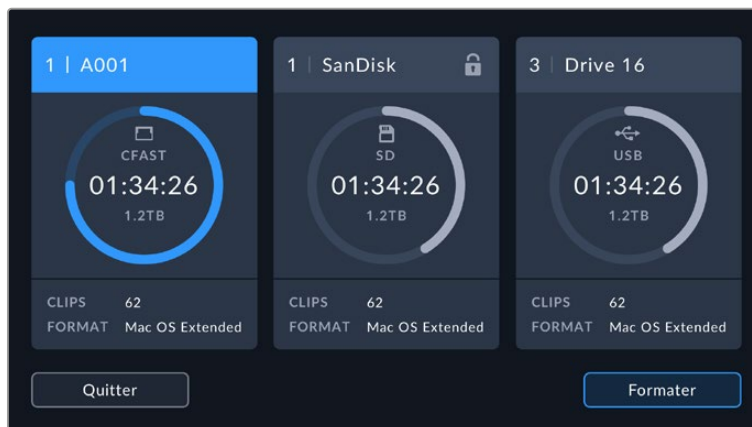 1 | A001
CFAST
01:34:26
1.2TB
CLIPS 62
FORMAT Mac OS Extended
1 | SanDisk
SD
01:34:26
1.2TB
CLIPS 62
FORMAT Mac OS Extended
3 | Drive 16
USB
01:34:26
1.2TB
CLIPS 62
FORMAT Mac OS Extended
Quitter
Formater